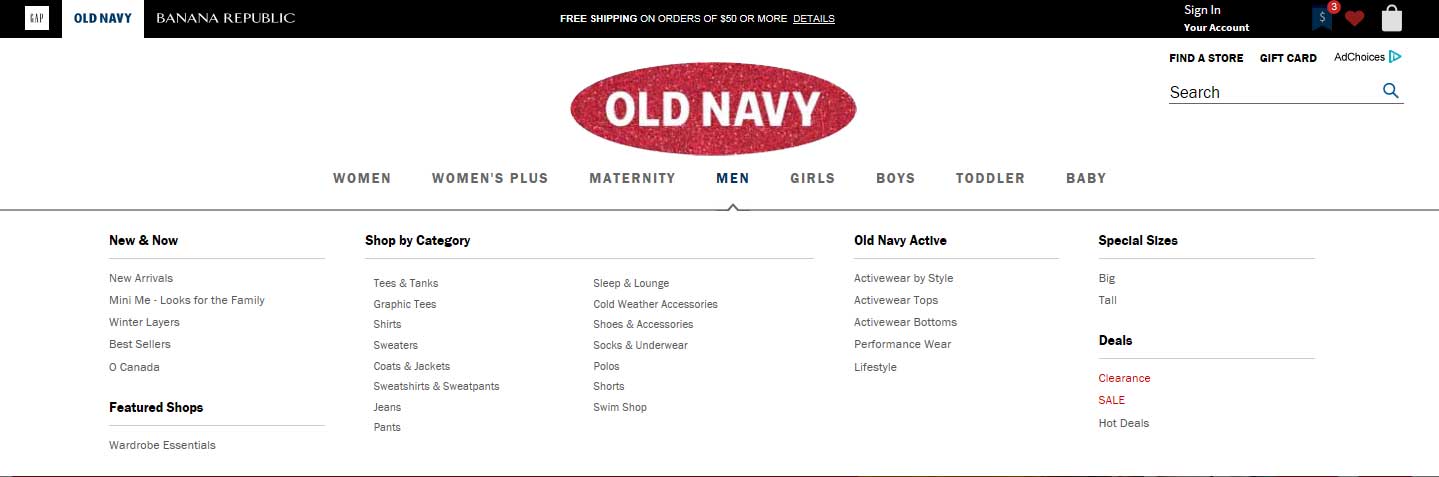 GAP
OLD NAVY
BANANA REPUBLIC
FREE SHIPPING ON ORDERS OF $50 OR MORE DETAILS
Sign In
Your Account
$
3
FIND A STORE
GIFT CARD
AdChoices
Search
OLD NAVY
WOMEN
WOMEN'S PLUS
MATERNITY
MEN
GIRLS
BOYS
TODDLER
BABY
New & Now
New Arrivals
Mini Me - Looks for the Family
Winter Layers
Best Sellers
O Canada
Featured Shops
Wardrobe Essentials
Shop by Category
Tees & Tanks
Graphic Tees
Shirts
Sweaters
Coats & Jackets
Sweatshirts & Sweatpants
Jeans
Pants
Sleep & Lounge
Cold Weather Accessories
Shoes & Accessories
Socks & Underwear
Polos
Shorts
Swim Shop
Old Navy Active
Activewear by Style
Activewear Tops
Activewear Bottoms
Performance Wear
Lifestyle
Special Sizes
Big
Tall
Deals
Clearance
SALE
Hot Deals